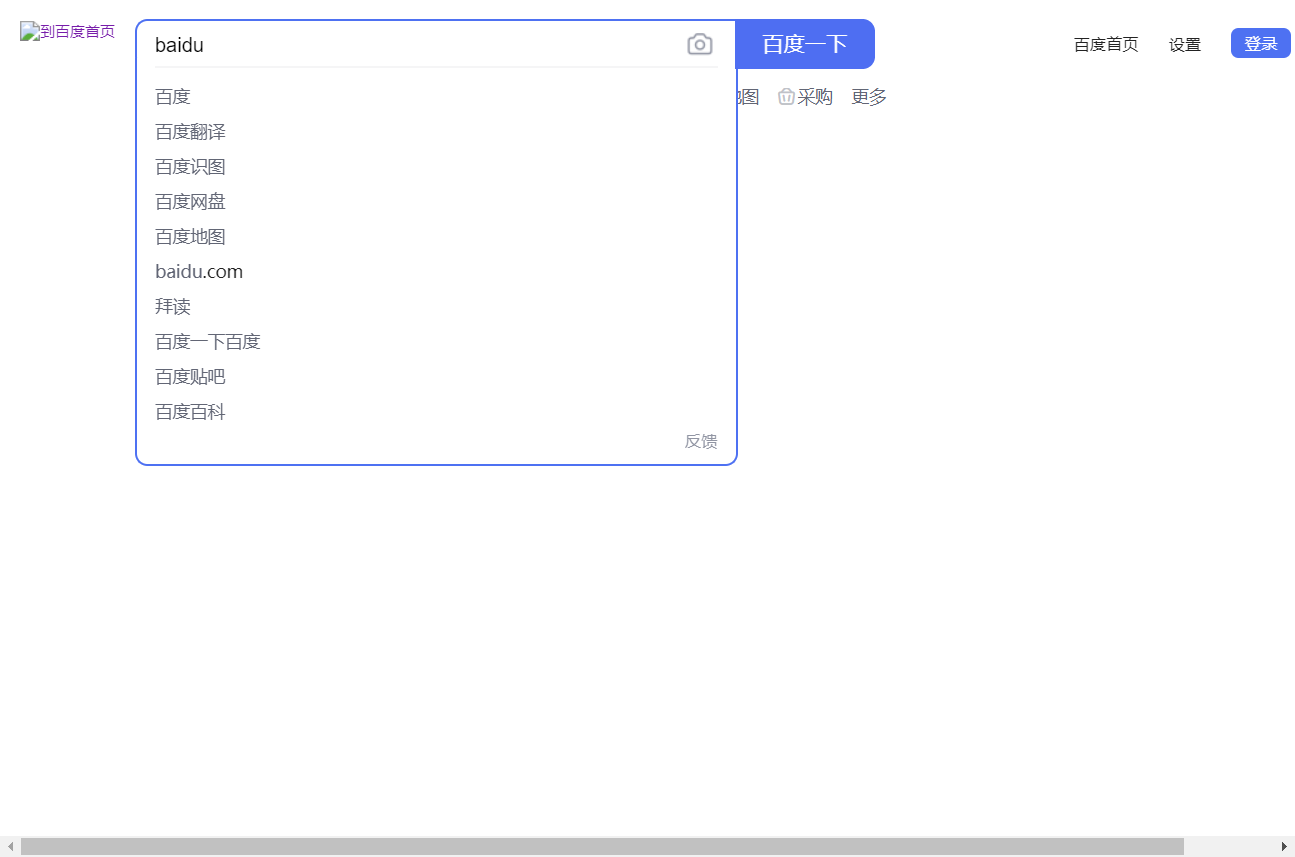 到百度首页
baidu
百度一下
百度首页
设置
登录
百度
图
采购
更多
百度翻译
百度识图
百度网盘
百度地图
baidu.com
拜读
百度一下百度
百度贴吧
百度百科
反馈